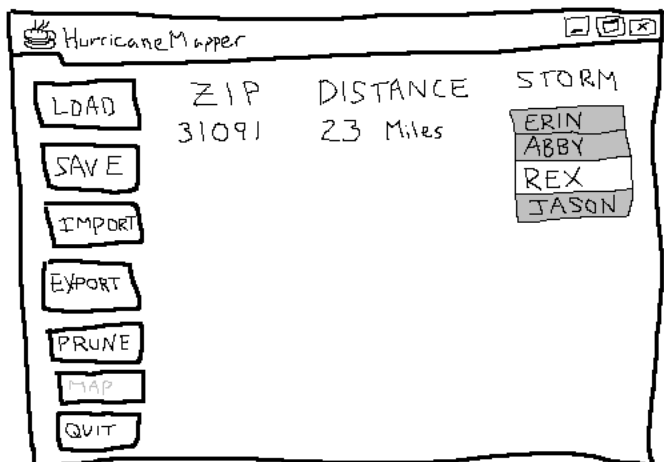 HurricaneMapper
LOAD
SAVE
IMPORT
EXPORT
PRUNE
MAP
QUIT
ZIP DISTANCE STORM
31091 23 Miles
ERIN
ABBY
REX
JASON